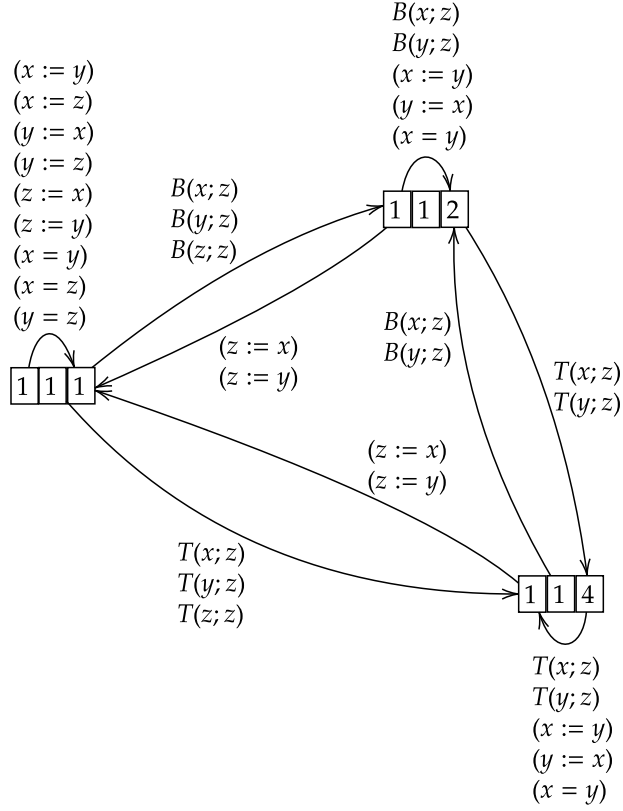 B(x; z)
B(y; z)
(x := y)
(y := x)
(x = y)
(x := y)
(x := z)
(y := x)
(y := z)
(z := x)
(z := y)
(x = y)
(x = z)
(y = z)
B(x; z)
B(y; z)
B(z; z)
1 1 2
(z := x)
(z := y)
B(x; z)
B(y; z)
T(x; z)
T(y; z)
1 1 1
(z := x)
(z := y)
T(x; z)
T(y; z)
T(z; z)
1 1 4
T(x; z)
T(y; z)
(x := y)
(y := x)
(x = y)